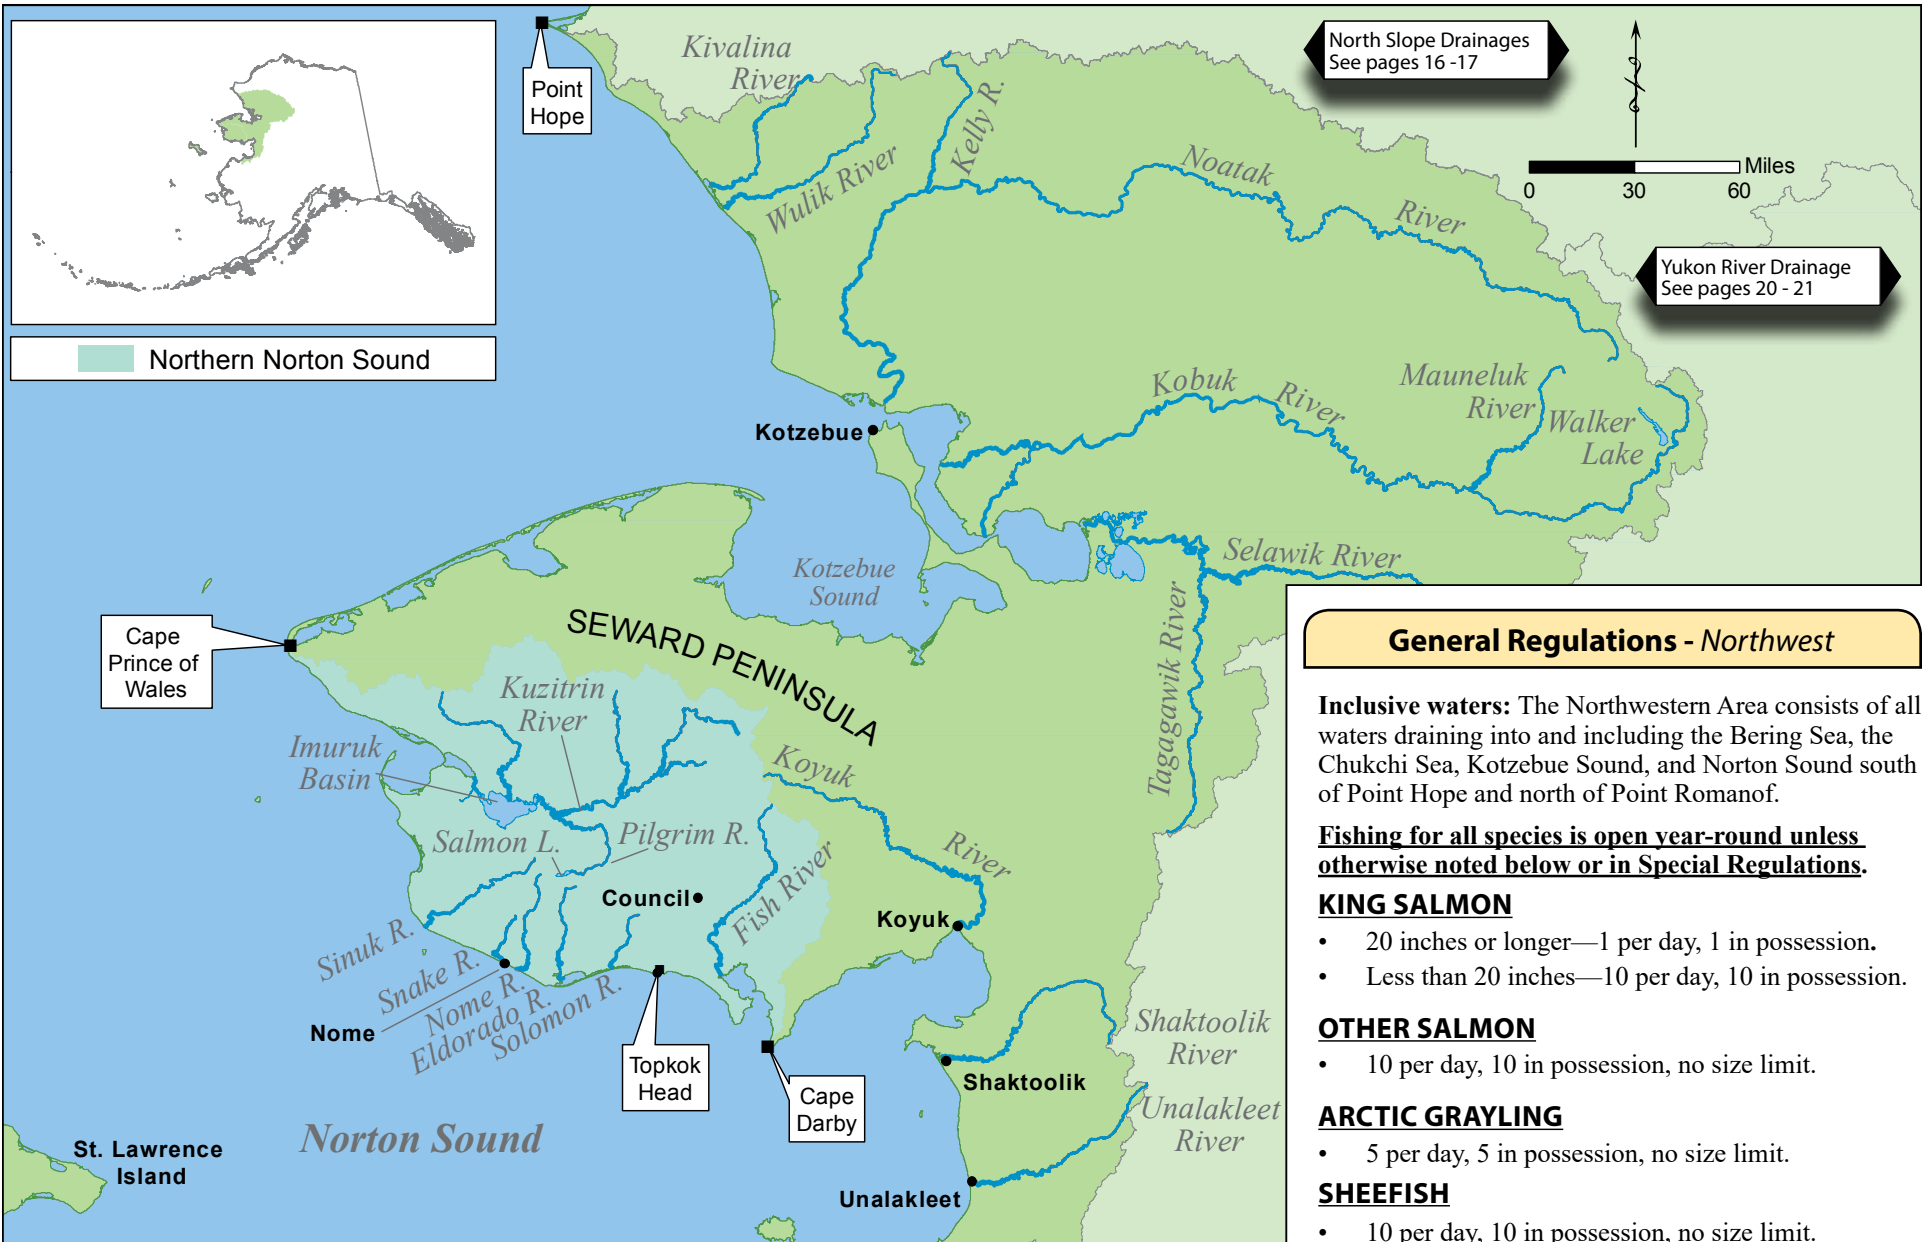 Kivalina
River
Point
Hope
Kelly R.
Wulik River
Noatak
River
North Slope Drainages
See pages 16 -17
Miles
0 30 60
Yukon River Drainage
See pages 20 - 21
Northern Norton Sound
Kotzebue
Kobuk
River
Mauneluk
River
Walker
Lake
Kotzebue
Sound
Selawik River
Tagagawik River
Cape
Prince of
Wales
SEWARD PENINSULA
Kuzitrin
River
Imuruk
Basin
Koyuk
River
Salmon L.
Pilgrim R.
Council
Fish River
Koyuk
Sinuk R.
Snake R.
Nome
Nome R.
Eldorado R.
Solomon R.
Topkok
Head
Cape
Darby
Shaktoolik
Shaktoolik
River
Unalakleet
River
Unalakleet
Norton Sound
St. Lawrence
Island
General Regulations - Northwest
Inclusive waters: The Northwestern Area consists of all
waters draining into and including the Bering Sea, the
Chukchi Sea, Kotzebue Sound, and Norton Sound south
of Point Hope and north of Point Romanof.
Fishing for all species is open year-round unless
otherwise noted below or in Special Regulations.
KING SALMON
• 20 inches or longer—1 per day, 1 in possession.
• Less than 20 inches—10 per day, 10 in possession.
OTHER SALMON
• 10 per day, 10 in possession, no size limit.
ARCTIC GRAYLING
• 5 per day, 5 in possession, no size limit.
SHEEFISH
• 10 per day, 10 in possession, no size limit.